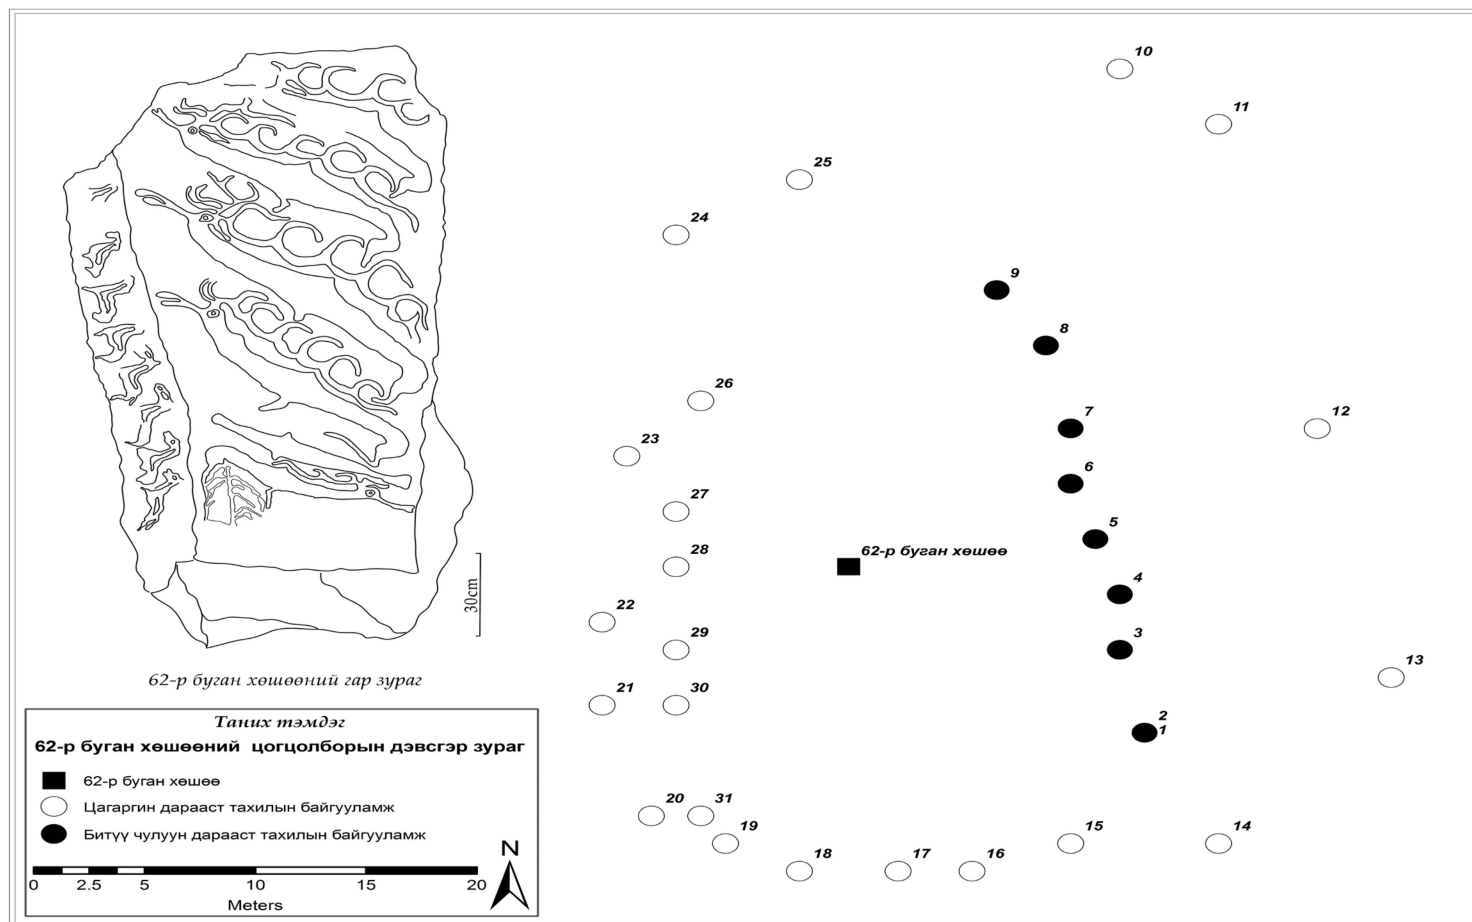 10
11
25
24
9
8
26
7
12
23
6
27
5
62-р буган хөшөө
28
4
22
3
29
13
21
30
2
1
20
31
19
15
14
18
17
16
30cm
62-р буган хөшөөний гар зураг
Таних тэмдэг
62-р буган хөшөөний цогцолборын дэвсгэр зураг
62-р буган хөшөө
Цагаргин дарааст тахилын байгууламж
Битүү чулуун дарааст тахилын байгууламж
N
0 2.5 5 10 15 20
Meters